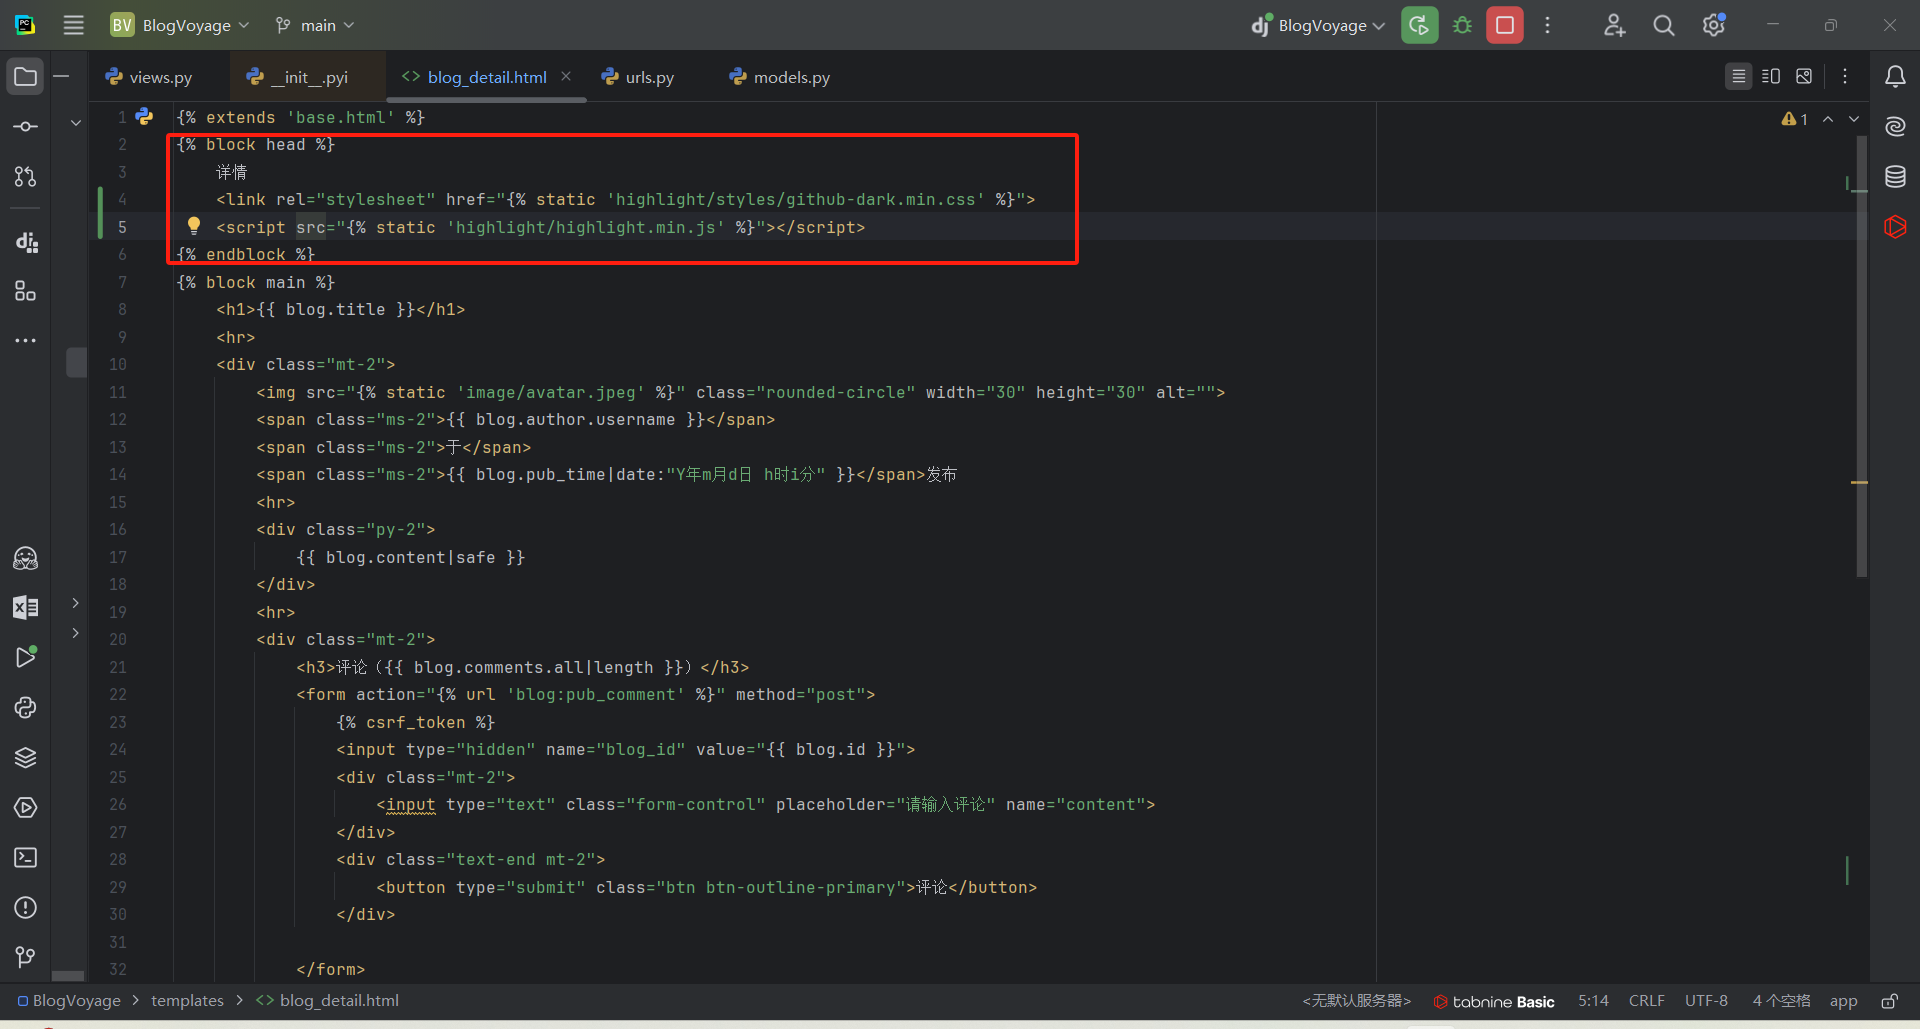 BV BlogVoyage main dj BlogVoyage
views.py __init__.pyi <> blog_detail.html urls.py models.py
1 {% extends 'base.html' %}
2 {% block head %}
3 详情
4 <link rel="stylesheet" href="{% static 'highlight/styles/github-dark.min.css' %}">
5 <script src="{% static 'highlight/highlight.min.js' %}"></script>
6 {% endblock %}
7 {% block main %}
8 <h1>{{ blog.title }}</h1>
9 <hr>
10 <div class="mt-2">
11 <img src="{% static 'image/avatar.jpeg' %}" class="rounded-circle" width="30" height="30" alt="">
12 <span class="ms-2">{{ blog.author.username }}</span>
13 <span class="ms-2">于</span>
14 <span class="ms-2">{{ blog.pub_time|date:"Y年m月d日 h时i分" }}</span>发布
15 <hr>
16 <div class="py-2">
17 {{ blog.content|safe }}
18 </div>
19 <hr>
20 <div class="mt-2">
21 <h3>评论（{{ blog.comments.all|length }}）</h3>
22 <form action="{% url 'blog:pub_comment' %}" method="post">
23 {% csrf_token %}
24 <input type="hidden" name="blog_id" value="{{ blog.id }}">
25 <div class="mt-2">
26 <input type="text" class="form-control" placeholder="请输入评论" name="content">
27 </div>
28 <div class="text-end mt-2">
29 <button type="submit" class="btn btn-outline-primary">评论</button>
30 </div>
31
32 </form>
1
BlogVoyage > templates > <> blog_detail.html <无默认服务器> tabnine Basic 5:14 CRLF UTF-8 4 个空格 app